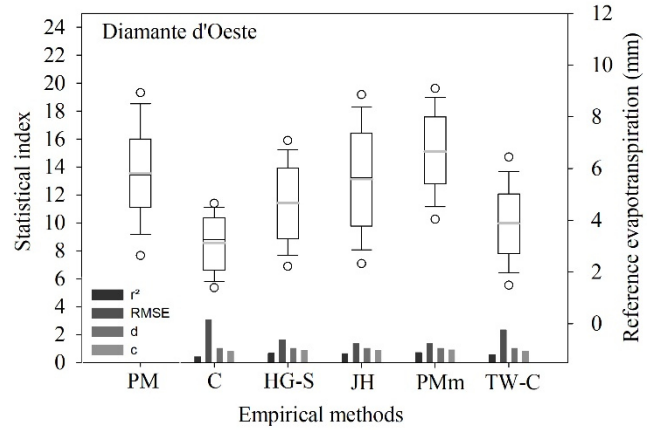 Diamante d'Oeste
24
22
20
18
16
14
12
10
8
6
4
2
0
Statistical index
12
10
8
6
4
2
0
Reference evapotranspiration (mm)
r²
RMSE
d
c
PM C HG-S JH PMm TW-C
Empirical methods